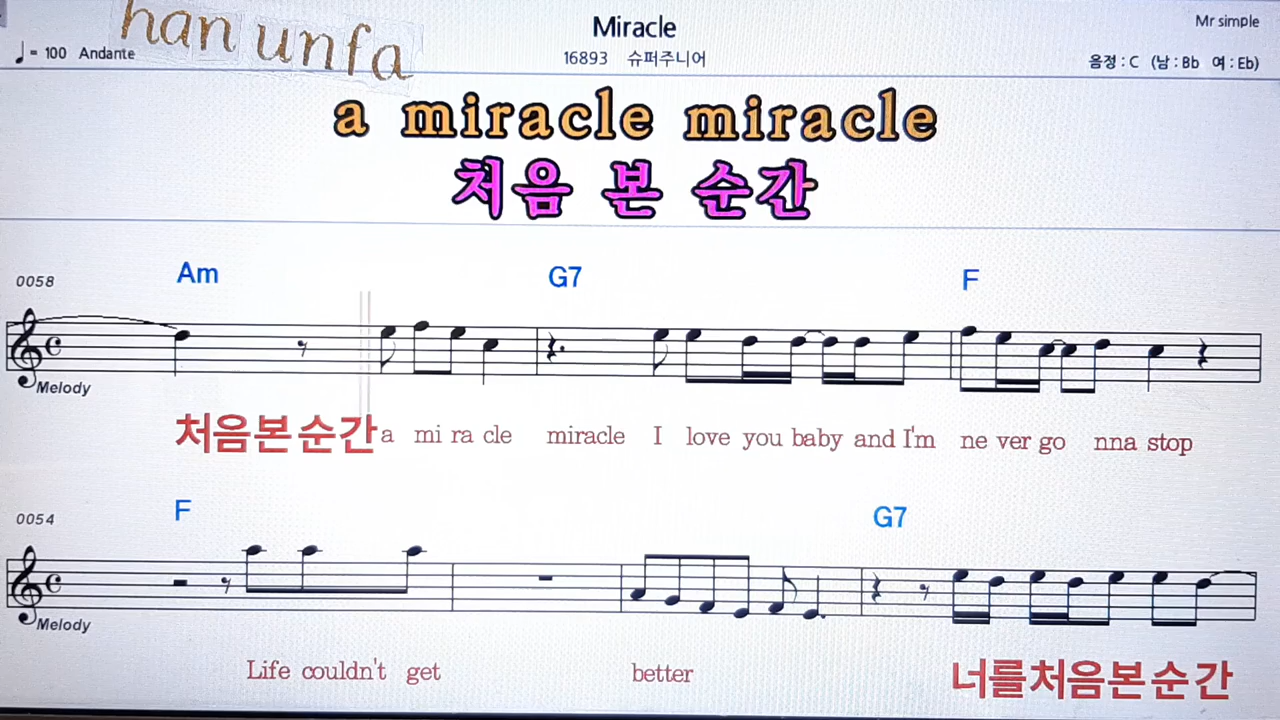 han unfa
Miracle
Mr simple
♩= 100 Andante
16893 슈퍼주니어
음정 : C (남 : Bb 여 : Eb)
a miracle miracle
처음 본 순간
0058
Am G7 F
Melody
처음본순간 a mi ra cle miracle I love you baby and I'm ne ver go nna stop
0054
F G7
Melody
Life couldn't get better 너를처음본순간